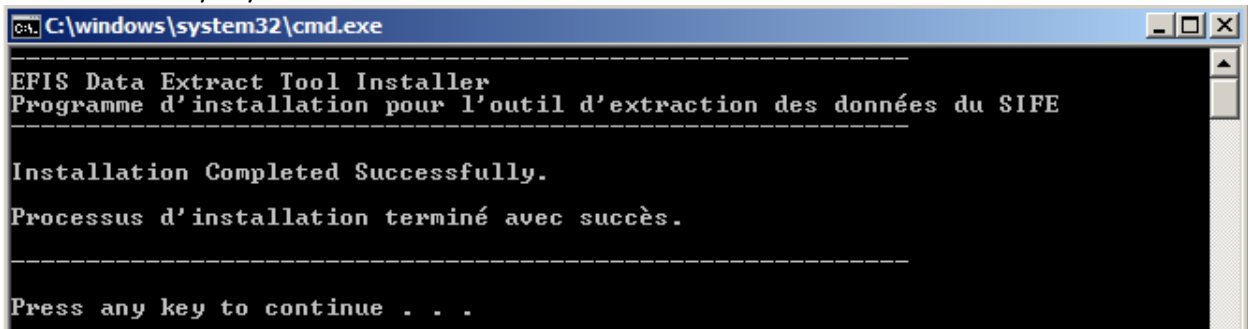 C:\windows\system32\cmd.exe
------------------------------------------------------------
EFIS Data Extract Tool Installer
Programme d'installation pour l'outil d'extraction des données du SIFE
------------------------------------------------------------
Installation Completed Successfully.
Processus d'installation terminé avec succès.
------------------------------------------------------------
Press any key to continue . . .